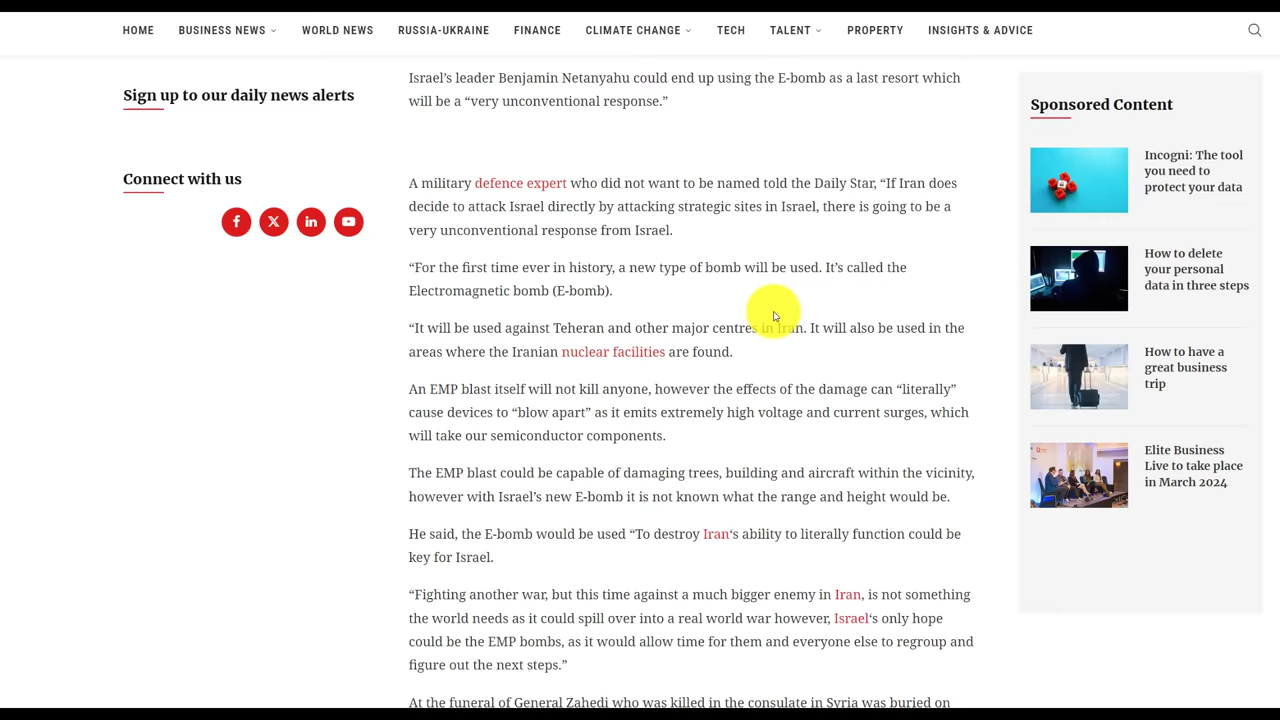 HOME BUSINESS NEWS WORLD NEWS RUSSIA-UKRAINE FINANCE CLIMATE CHANGE TECH TALENT PROPERTY INSIGHTS & ADVICE
Sign up to our daily news alerts
Connect with us
Israel’s leader Benjamin Netanyahu could end up using the E-bomb as a last resort which
will be a “very unconventional response.”
A military defence expert who did not want to be named told the Daily Star, “If Iran does
decide to attack Israel directly by attacking strategic sites in Israel, there is going to be a
very unconventional response from Israel.
“For the first time ever in history, a new type of bomb will be used. It’s called the
Electromagnetic bomb (E-bomb).
“It will be used against Teheran and other major centres in Iran. It will also be used in the
areas where the Iranian nuclear facilities are found.
An EMP blast itself will not kill anyone, however the effects of the damage can “literally”
cause devices to “blow apart” as it emits extremely high voltage and current surges, which
will take our semiconductor components.
The EMP blast could be capable of damaging trees, building and aircraft within the vicinity,
however with Israel’s new E-bomb it is not known what the range and height would be.
He said, the E-bomb would be used “To destroy Iran‘s ability to literally function could be
key for Israel.
“Fighting another war, but this time against a much bigger enemy in Iran, is not something
the world needs as it could spill over into a real world war however, Israel‘s only hope
could be the EMP bombs, as it would allow time for them and everyone else to regroup and
figure out the next steps.”
At the funeral of General Zahedi who was killed in the consulate in Syria was buried on
Sponsored Content
Incogni: The tool
you need to
protect your data
How to delete
your personal
data in three steps
How to have a
great business
trip
Elite Business
Live to take place
in March 2024